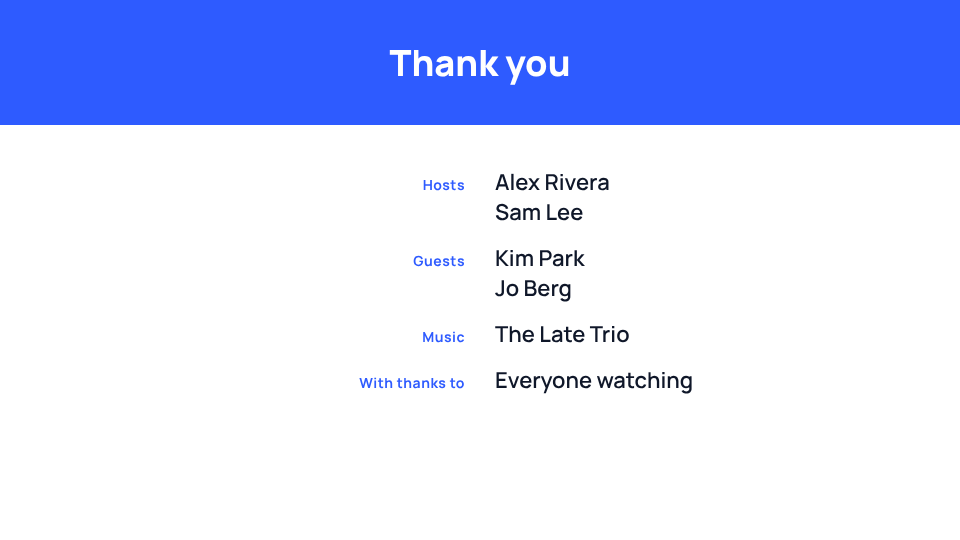 Thank you
Hosts Alex Rivera
Sam Lee
Guests Kim Park
Jo Berg
Music The Late Trio
With thanks to Everyone watching